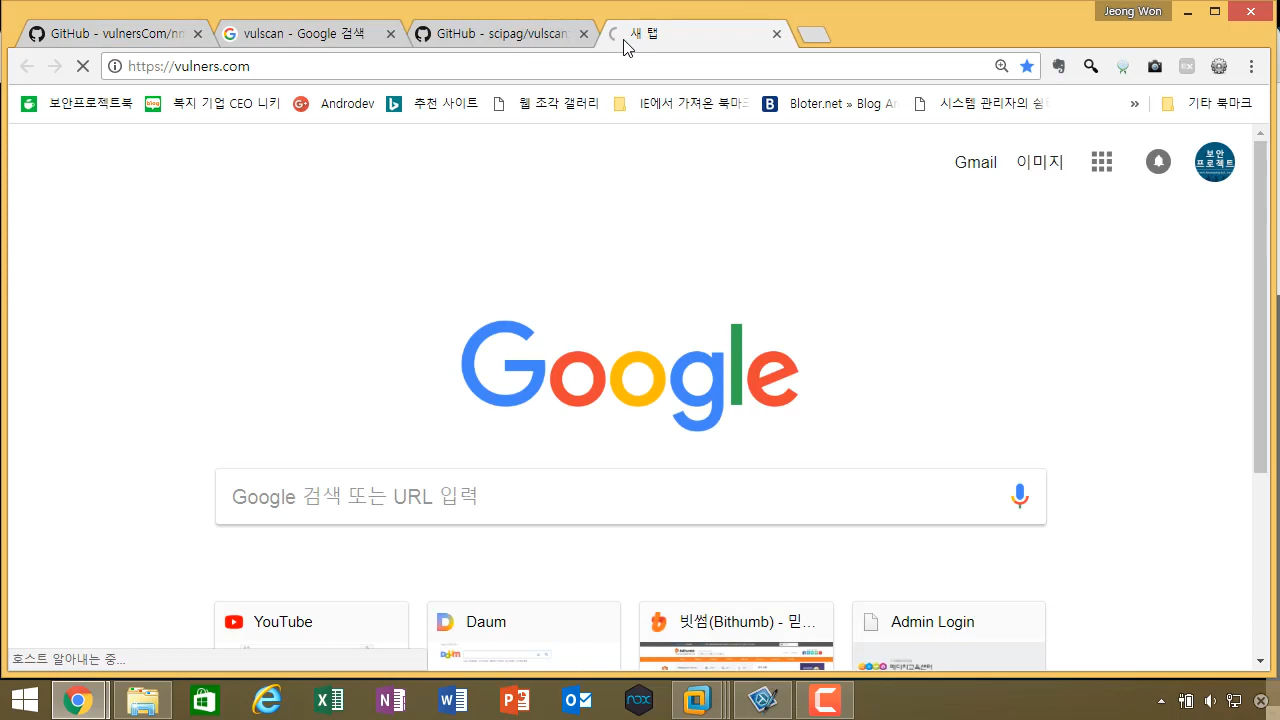 Jeong Won
GitHub - vulnersCom/nm
vulscan - Google 검색
GitHub - scipag/vulscan:
새 탭
https://vulners.com
보안프로젝트북
복지 기업 CEO 니키
Androdev
추천 사이트
웹 조각 갤러리
IE에서 가져온 북마크
Bloter.net » Blog Ar
시스템 관리자의 쉼터
»
기타 북마크
Gmail
이미지
보안
프로젝트
Google
Google 검색 또는 URL 입력
YouTube
Daum
빗썸(Bithumb) - 믿...
Admin Login
호스트 알아내는 중...